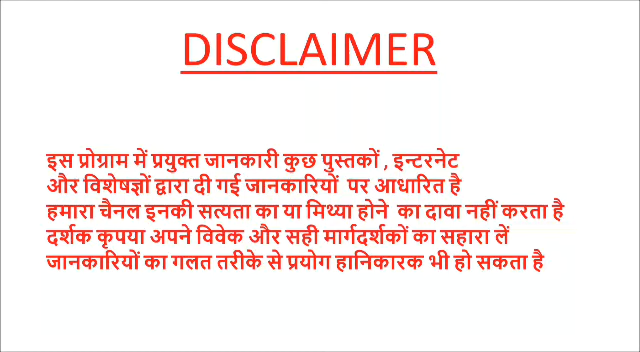 DISCLAIMER
इस प्रोग्राम में प्रयुक्त जानकारी कुछ पुस्तकों , इन्टरनेट
और विशेषज्ञों द्वारा दी गई जानकारियों पर आधारित है
हमारा चैनल इनकी सत्यता का या मिथ्या होने का दावा नहीं करता है
दर्शक कृपया अपने विवेक और सही मार्गदर्शकों का सहारा लें
जानकारियों का गलत तरीके से प्रयोग हानिकारक भी हो सकता है